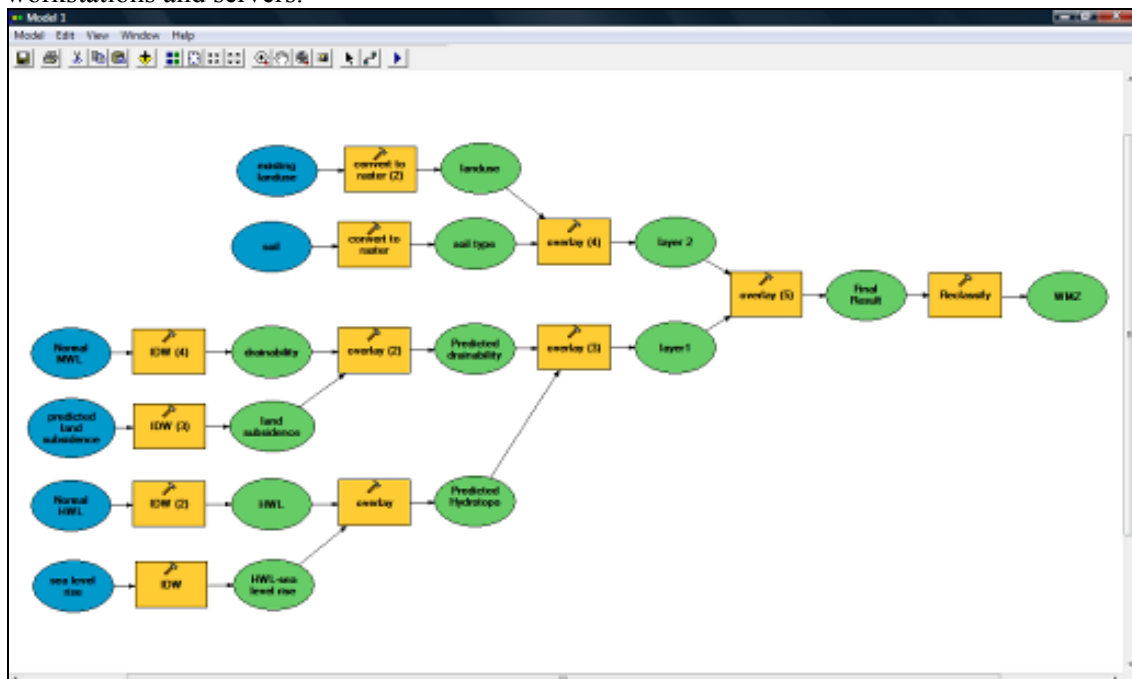 workstations and servers.
Model 1
Model Edit View Window Help
existing
landuse
convert to
raster (2)
landuse
soil
convert to
raster
soil type
overlay (4)
layer 2
overlay (5)
Final
Result
Reclassify
WMZ
Normal
MWL
IDW (4)
drainability
overlay (2)
Predicted
drainability
overlay (3)
layer1
predicted
land
subsidence
IDW (3)
land
subsidence
Normal
HWL
IDW (2)
HWL
overlay
Predicted
Hydrotope
sea level
rise
IDW
HWL-sea
level rise